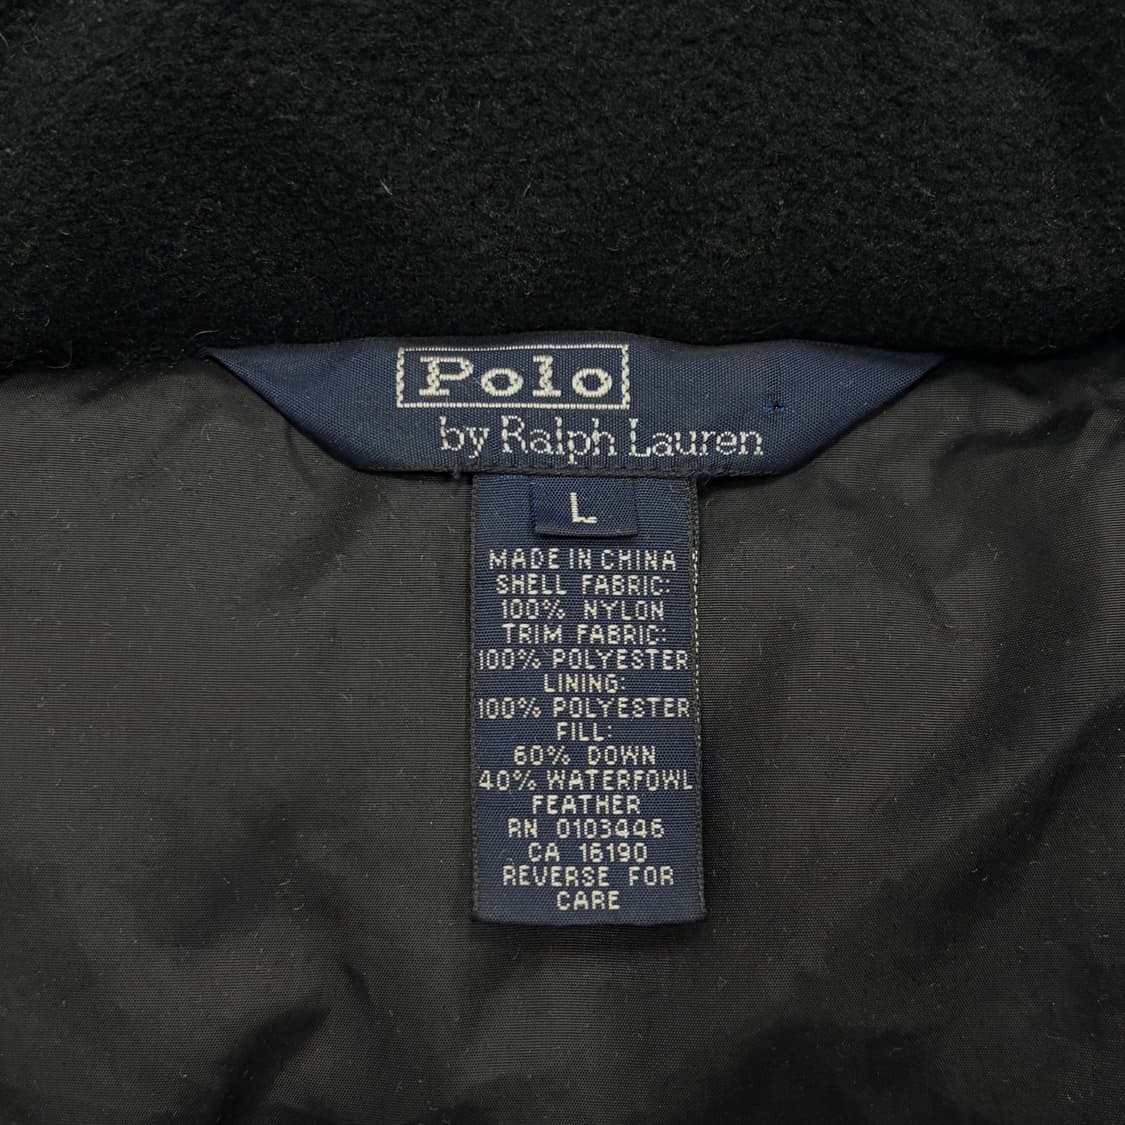 Polo
by Ralph Lauren
L
MADE IN CHINA
SHELL FABRIC:
100% NYLON
TRIM FABRIC:
100% POLYESTER
LINING:
100% POLYESTER
FILL:
60% DOWN
40% WATERFOWL
FEATHER
RN 0103446
CA 16190
REVERSE FOR
CARE